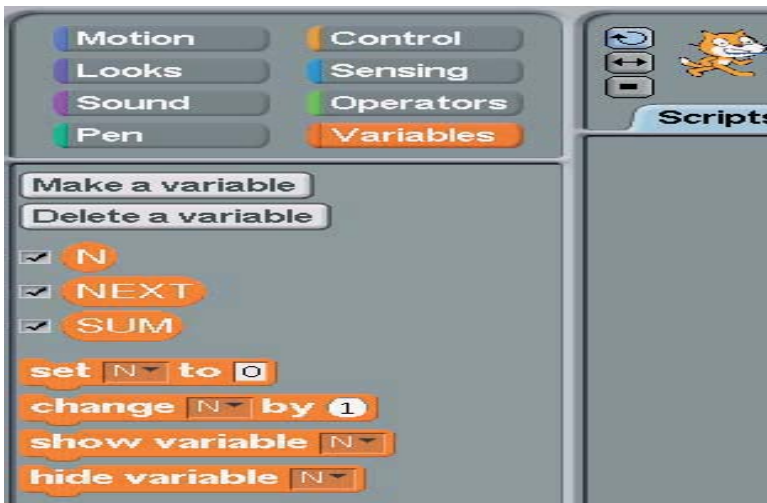 Motion Control
Looks Sensing
Sound Operators
Pen Variables
Scripts
Make a variable
Delete a variable
N
NEXT
SUM
set N to 0
change N by 1
show variable N
hide variable N